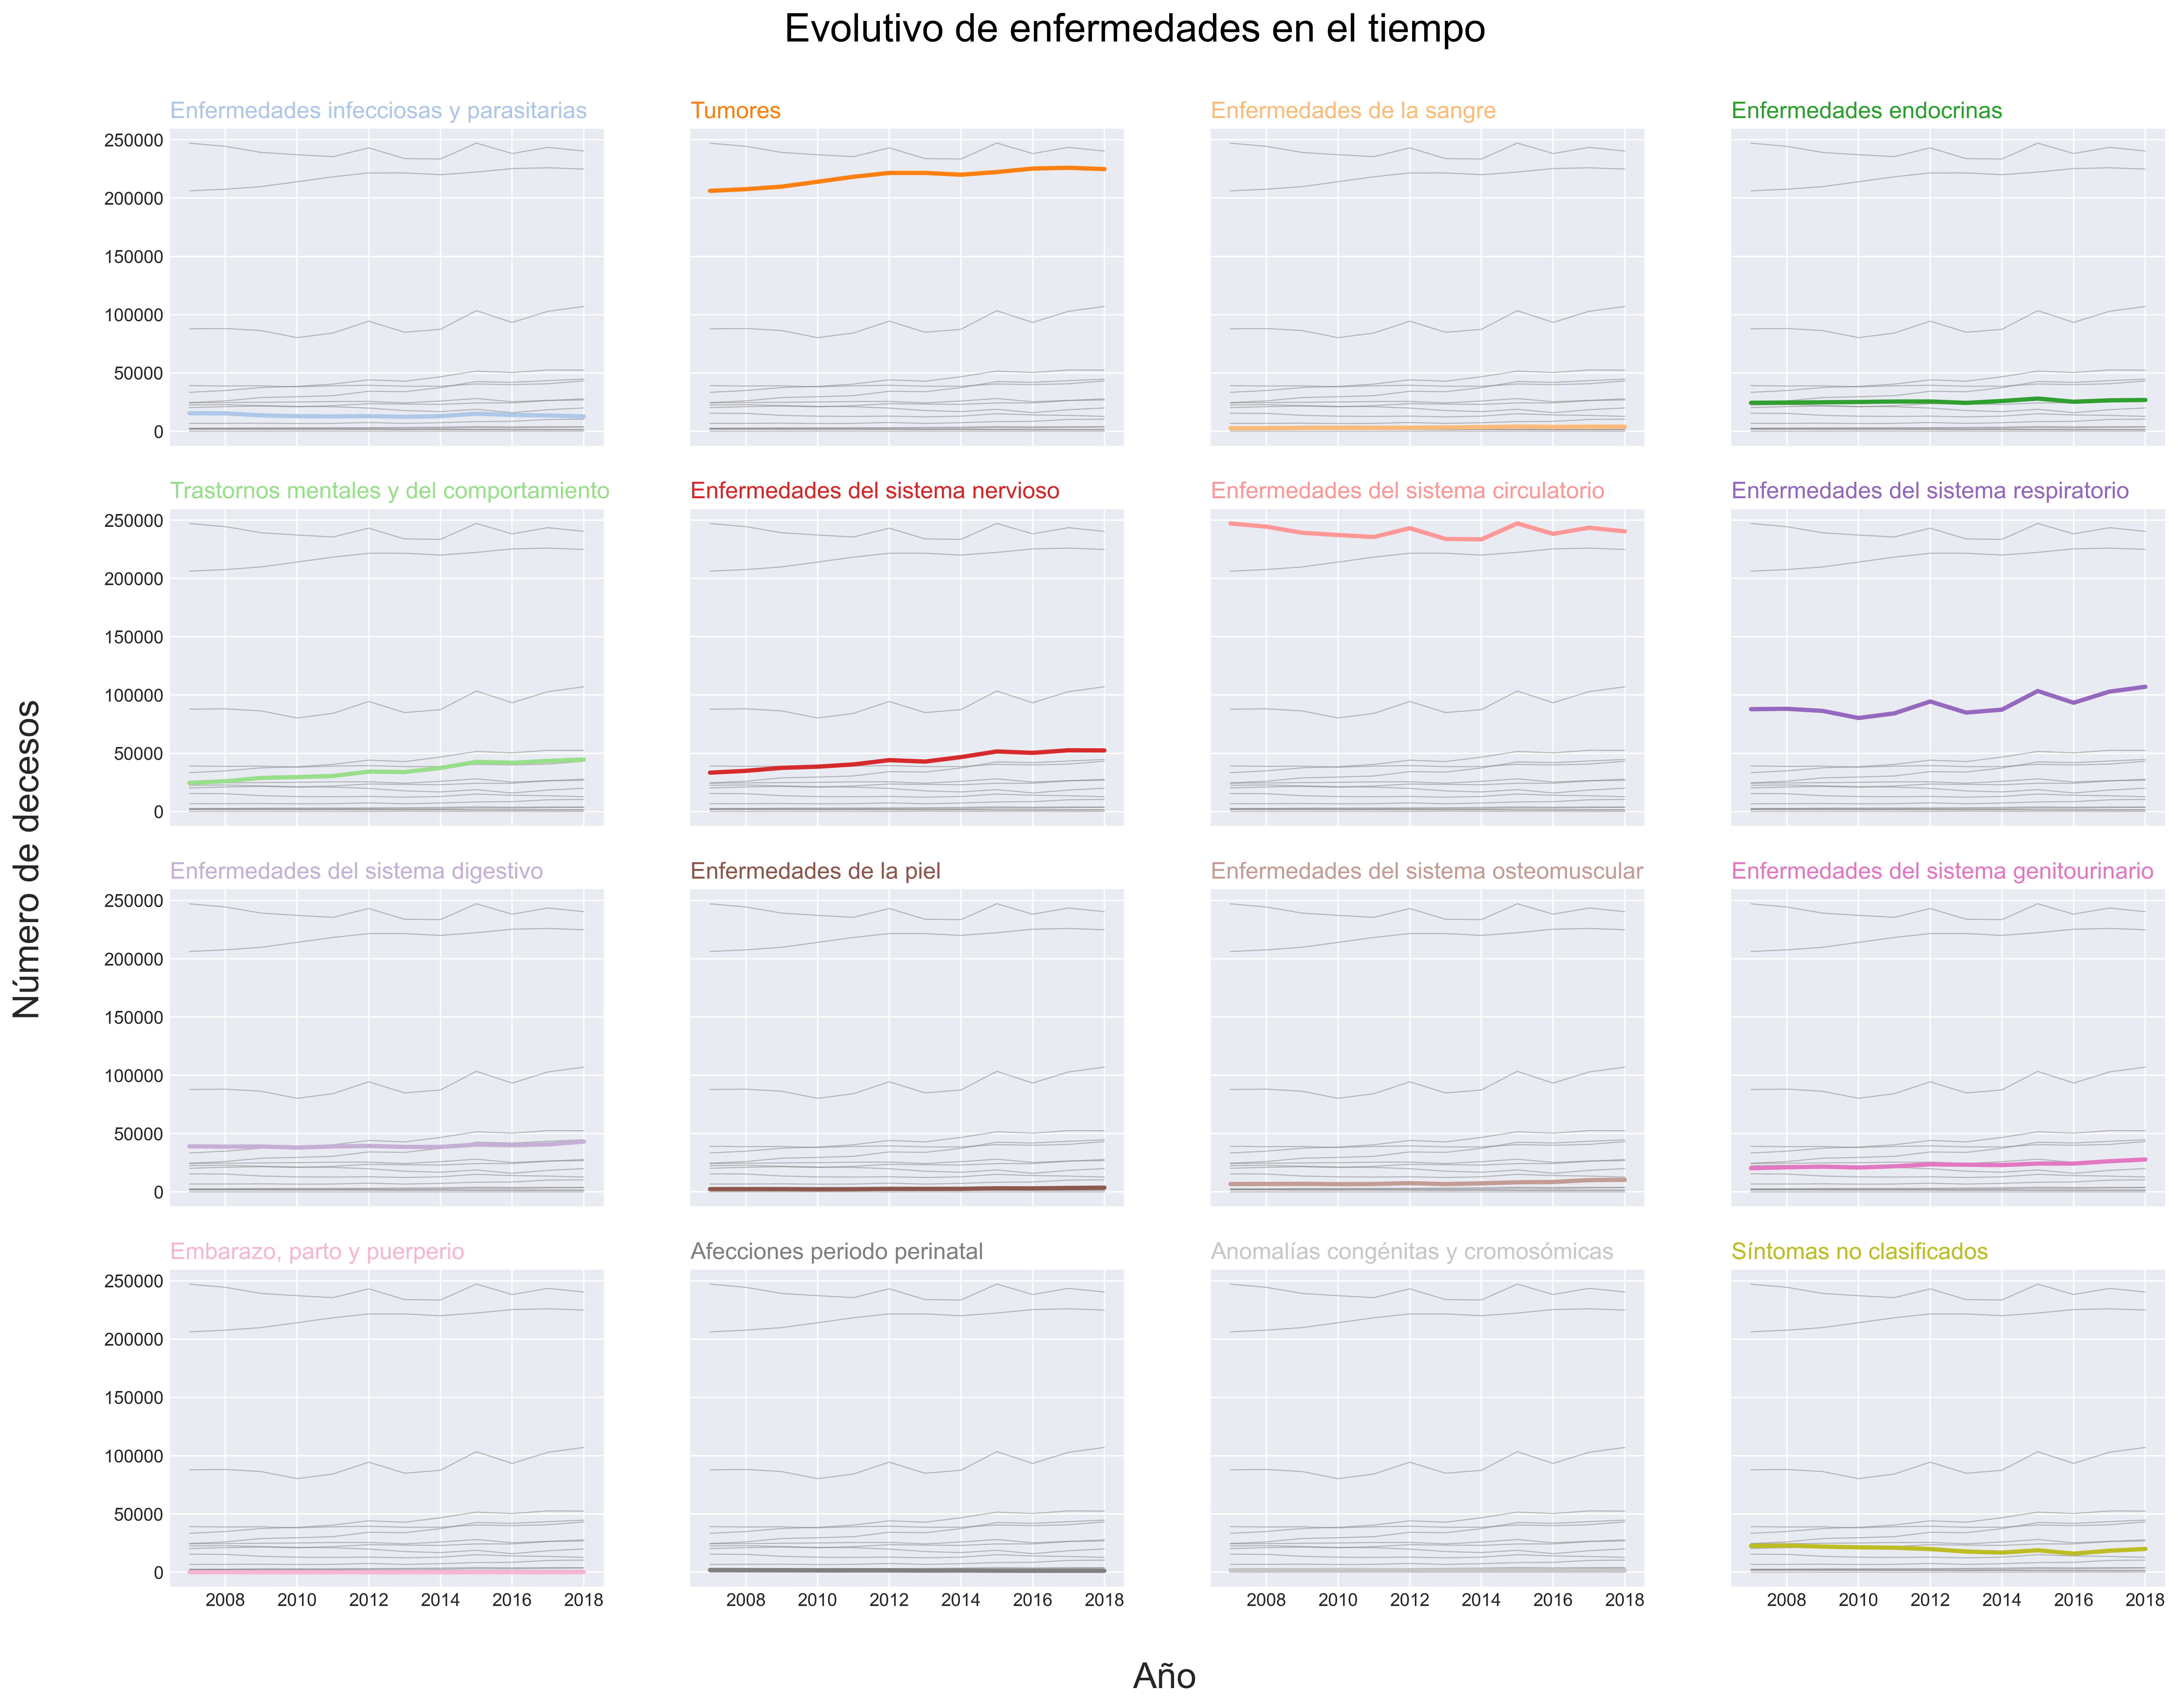 Evolutivo de enfermedades en el tiempo
Enfermedades infecciosas y parasitarias
Tumores
Enfermedades de la sangre
Enfermedades endocrinas
250000
200000
150000
100000
50000
0
Trastornos mentales y del comportamiento
Enfermedades del sistema nervioso
Enfermedades del sistema circulatorio
Enfermedades del sistema respiratorio
250000
200000
150000
100000
50000
0
Número de decesos
Enfermedades del sistema digestivo
Enfermedades de la piel
Enfermedades del sistema osteomuscular
Enfermedades del sistema genitourinario
250000
200000
150000
100000
50000
0
Embarazo, parto y puerperio
Afecciones periodo perinatal
Anomalías congénitas y cromosómicas
Síntomas no clasificados
250000
200000
150000
100000
50000
0
2008 2010 2012 2014 2016 2018
2008 2010 2012 2014 2016 2018
2008 2010 2012 2014 2016 2018
2008 2010 2012 2014 2016 2018
Año